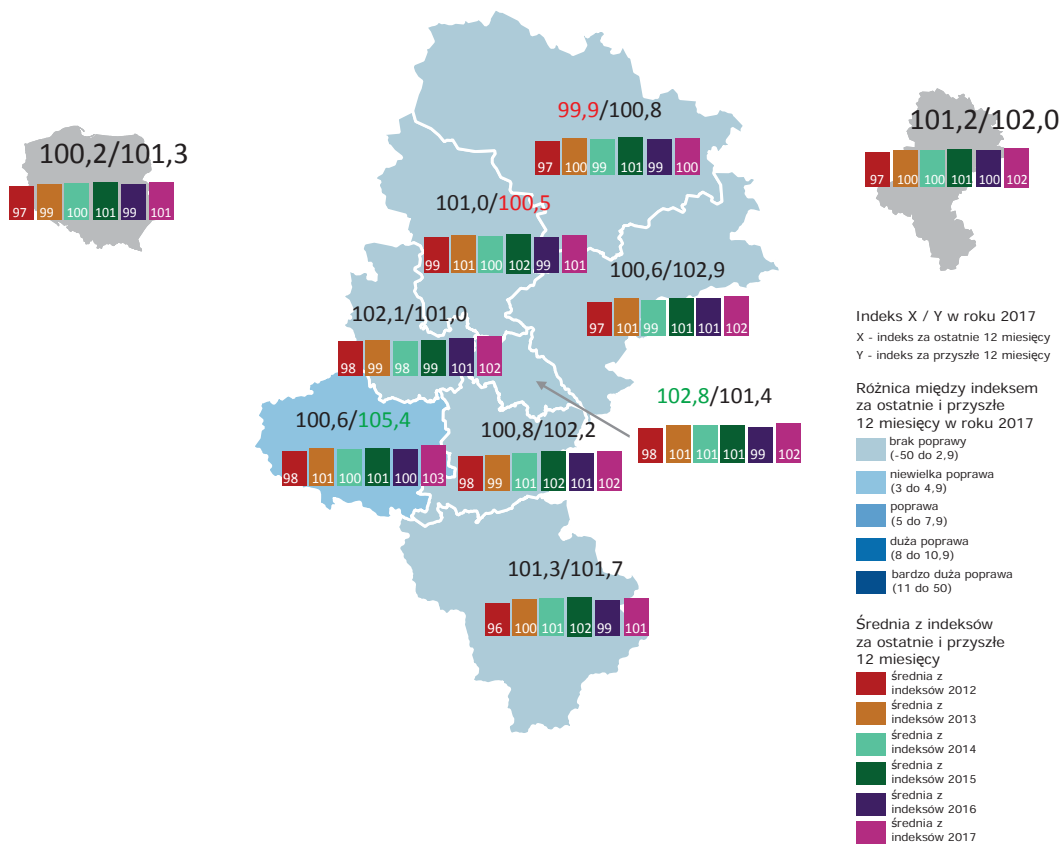 99,9/100,8
97 100 99 101 99 100
100,2/101,3
97 99 100 101 99 101
101,2/102,0
97 100 100 101 100 102
101,0/100,5
99 101 100 102 99 101
100,6/102,9
97 101 99 101 101 102
102,1/101,0
98 99 98 99 101 102
102,8/101,4
98 101 101 101 99 102
100,6/105,4
98 101 100 101 100 103
100,8/102,2
98 99 101 102 101 102
101,3/101,7
96 100 101 102 99 101
Indeks X / Y w roku 2017
X - indeks za ostatnie 12 miesięcy
Y - indeks za przyszłe 12 miesięcy
Różnica między indeksem
za ostatnie i przyszłe
12 miesięcy w roku 2017
brak poprawy
(-50 do 2,9)
niewielka poprawa
(3 do 4,9)
poprawa
(5 do 7,9)
duża poprawa
(8 do 10,9)
bardzo duża poprawa
(11 do 50)
Średnia z indeksów
za ostatnie i przyszłe
12 miesięcy
średnia z
indeksów 2012
średnia z
indeksów 2013
średnia z
indeksów 2014
średnia z
indeksów 2015
średnia z
indeksów 2016
średnia z
indeksów 2017